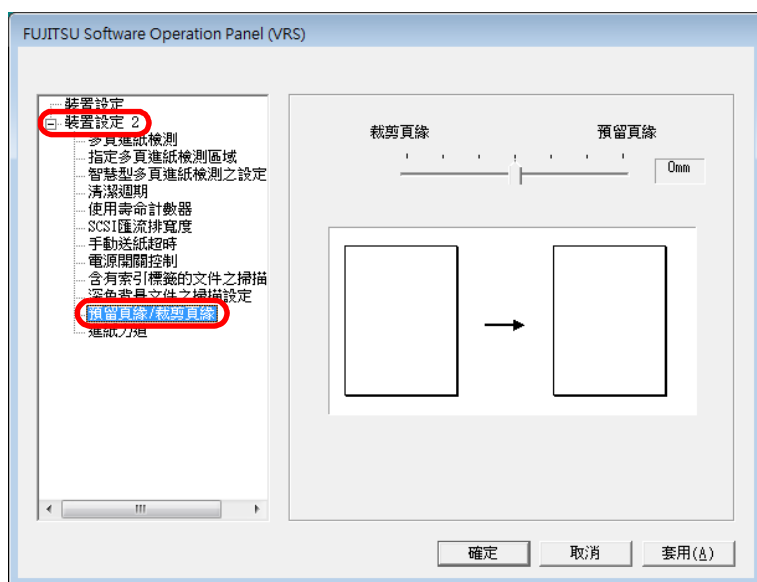 FUJITSU Software Operation Panel (VRS)
裝置設定
裝置設定 2
多頁進紙檢測
指定多頁進紙檢測區域
智慧型多頁進紙檢測之設定
清潔週期
使用壽命計數器
SCSI匯流排寬度
手動送紙超時
電源開關控制
含有索引標籤的文件之掃描
深色背景文件之掃描設定
預留頁緣/裁剪頁緣
進紙力道
裁剪頁緣
預留頁緣
0mm
確定
取消
套用(A)